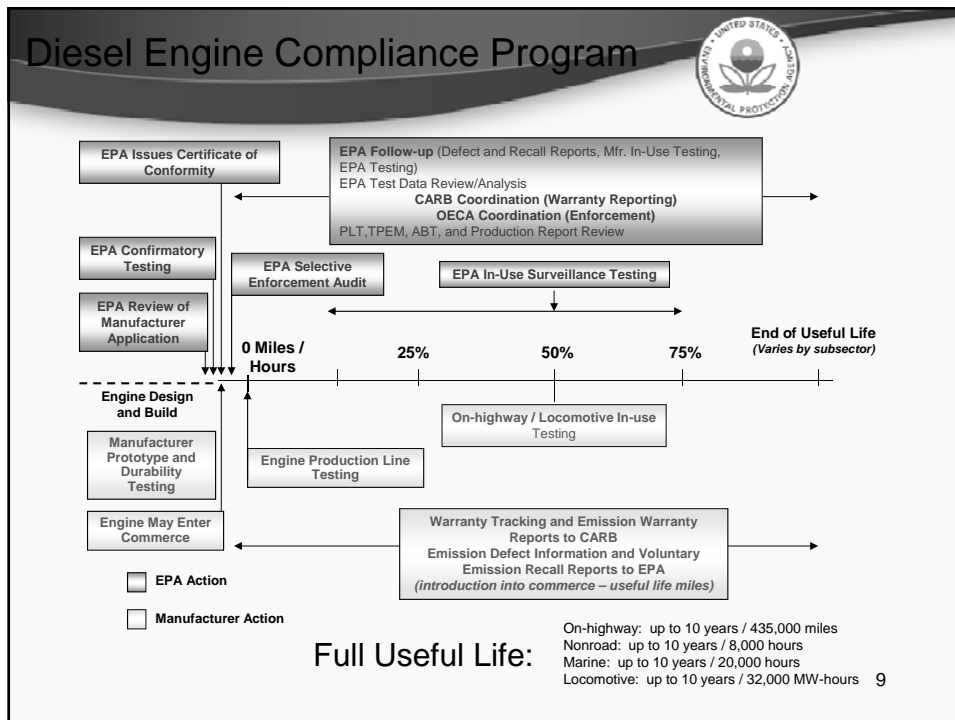 Diesel Engine Compliance Program
UNITED STATES
ENVIRONMENTAL PROTECTION AGENCY
EPA Issues Certificate of
Conformity
EPA Follow-up (Defect and Recall Reports, Mfr. In-Use Testing,
EPA Testing)
EPA Test Data Review/Analysis
CARB Coordination (Warranty Reporting)
OECA Coordination (Enforcement)
PLT,TPEM, ABT, and Production Report Review
EPA Confirmatory
Testing
EPA Selective
Enforcement Audit
EPA In-Use Surveillance Testing
EPA Review of
Manufacturer
Application
0 Miles /
Hours
25%
50%
75%
End of Useful Life
(Varies by subsector)
Engine Design
and Build
Manufacturer
Prototype and
Durability
Testing
Engine Production Line
Testing
On-highway / Locomotive In-use
Testing
Engine May Enter
Commerce
Warranty Tracking and Emission Warranty
Reports to CARB
Emission Defect Information and Voluntary
Emission Recall Reports to EPA
(introduction into commerce – useful life miles)
EPA Action
Manufacturer Action
Full Useful Life:
On-highway: up to 10 years / 435,000 miles
Nonroad: up to 10 years / 8,000 hours
Marine: up to 10 years / 20,000 hours
Locomotive: up to 10 years / 32,000 MW-hours
9